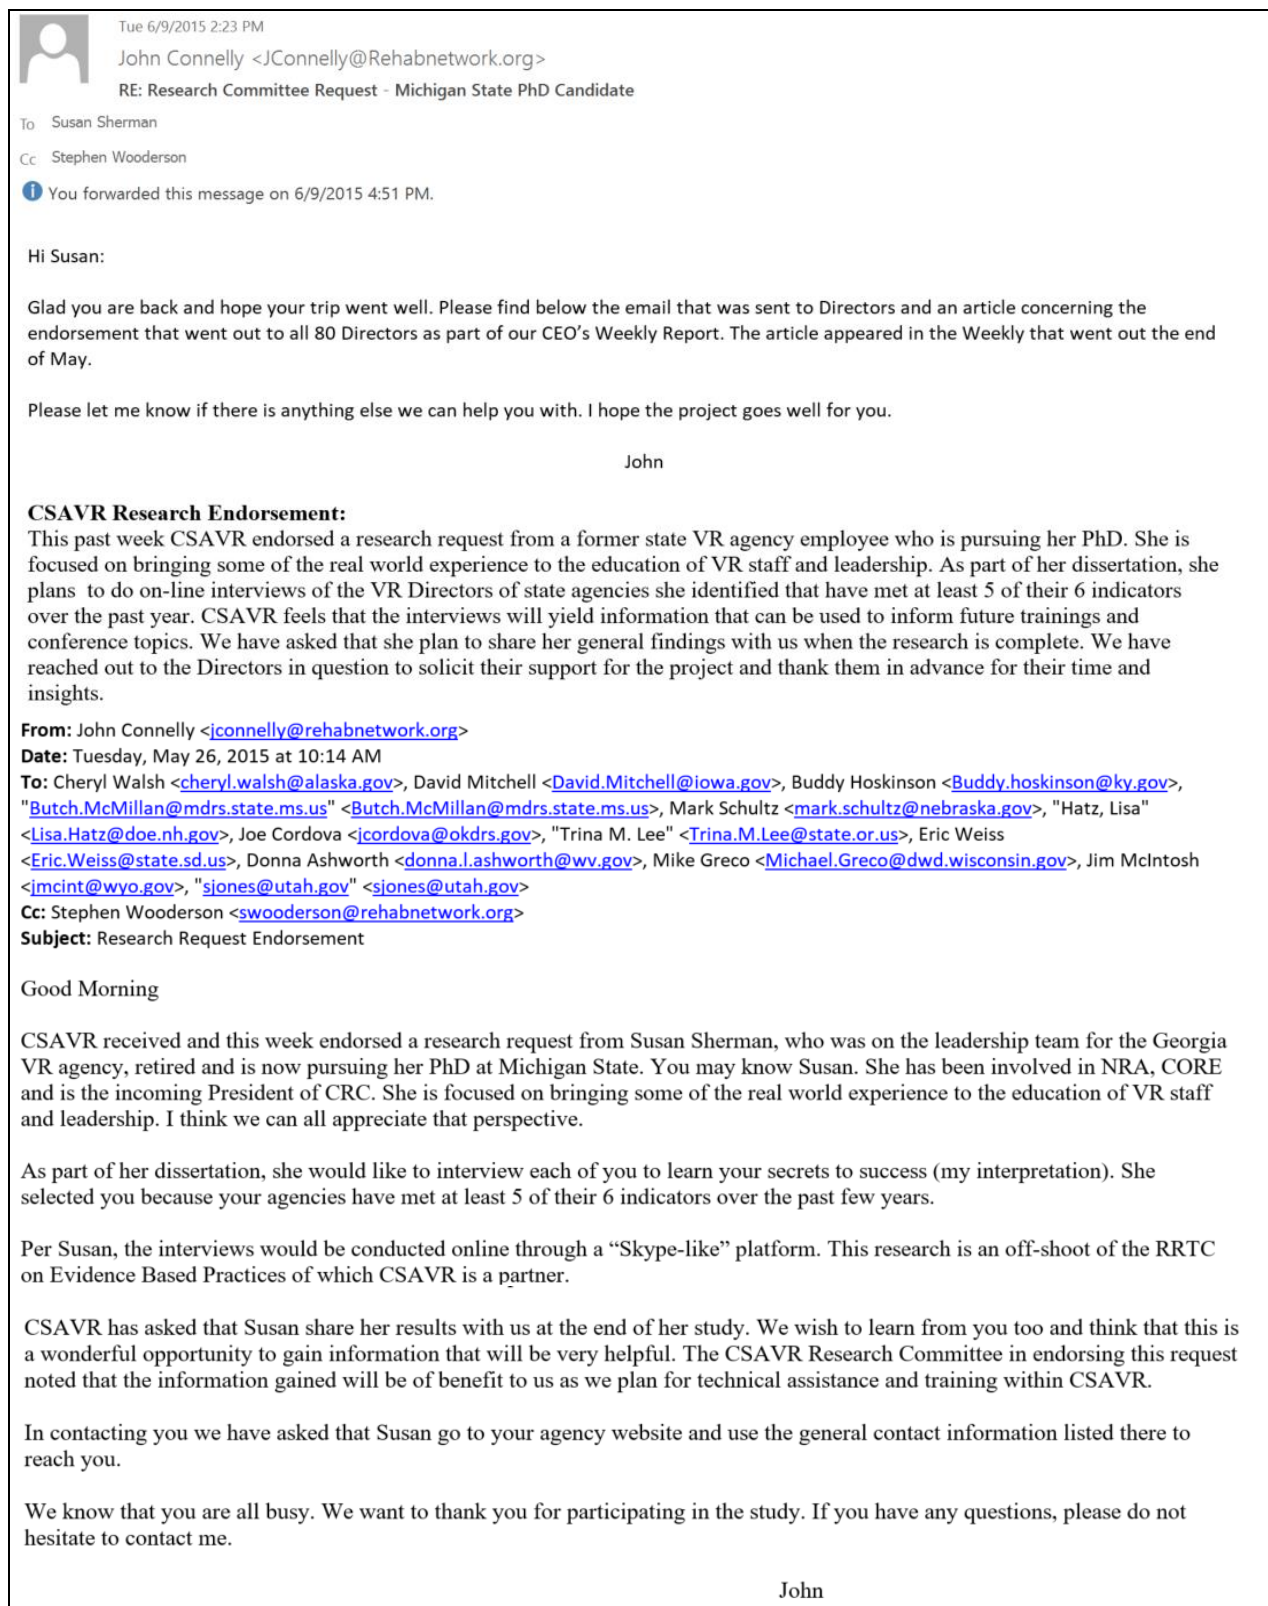 Tue 6/9/2015 2:23 PM
John Connelly <JConnelly@Rehabnetwork.org>
RE: Research Committee Request - Michigan State PhD Candidate
To Susan Sherman
Cc Stephen Wooderson
i You forwarded this message on 6/9/2015 4:51 PM.
Hi Susan:
Glad you are back and hope your trip went well. Please find below the email that was sent to Directors and an article concerning the
endorsement that went out to all 80 Directors as part of our CEO's Weekly Report. The article appeared in the Weekly that went out the end
of May.
Please let me know if there is anything else we can help you with. I hope the project goes well for you.
John
CSAVR Research Endorsement:
This past week CSAVR endorsed a research request from a former state VR agency employee who is pursuing her PhD. She is
focused on bringing some of the real world experience to the education of VR staff and leadership. As part of her dissertation, she
plans to do on-line interviews of the VR Directors of state agencies she identified that have met at least 5 of their 6 indicators
over the past year. CSAVR feels that the interviews will yield information that can be used to inform future trainings and
conference topics. We have asked that she plan to share her general findings with us when the research is complete. We have
reached out to the Directors in question to solicit their support for the project and thank them in advance for their time and
insights.
From: John Connelly <jconnelly@rehabnetwork.org>
Date: Tuesday, May 26, 2015 at 10:14 AM
To: Cheryl Walsh <cheryl.walsh@alaska.gov>, David Mitchell <David.Mitchell@iowa.gov>, Buddy Hoskinson <Buddy.hoskinson@ky.gov>,
"Butch.McMillan@mdrs.state.ms.us" <Butch.McMillan@mdrs.state.ms.us>, Mark Schultz <mark.schultz@nebraska.gov>, "Hatz, Lisa"
<Lisa.Hatz@doe.nh.gov>, Joe Cordova <jcordova@okdrs.gov>, "Trina M. Lee" <Trina.M.Lee@state.or.us>, Eric Weiss
<Eric.Weiss@state.sd.us>, Donna Ashworth <donna.l.ashworth@wv.gov>, Mike Greco <Michael.Greco@dwd.wisconsin.gov>, Jim McIntosh
<jmcint@wyo.gov>, "sjones@utah.gov" <sjones@utah.gov>
Cc: Stephen Wooderson <swooderson@rehabnetwork.org>
Subject: Research Request Endorsement
Good Morning
CSAVR received and this week endorsed a research request from Susan Sherman, who was on the leadership team for the Georgia
VR agency, retired and is now pursuing her PhD at Michigan State. You may know Susan. She has been involved in NRA, CORE
and is the incoming President of CRC. She is focused on bringing some of the real world experience to the education of VR staff
and leadership. I think we can all appreciate that perspective.
As part of her dissertation, she would like to interview each of you to learn your secrets to success (my interpretation). She
selected you because your agencies have met at least 5 of their 6 indicators over the past few years.
Per Susan, the interviews would be conducted online through a "Skype-like" platform. This research is an off-shoot of the RRTC
on Evidence Based Practices of which CSAVR is a partner.
CSAVR has asked that Susan share her results with us at the end of her study. We wish to learn from you too and think that this is
a wonderful opportunity to gain information that will be very helpful. The CSAVR Research Committee in endorsing this request
noted that the information gained will be of benefit to us as we plan for technical assistance and training within CSAVR.
In contacting you we have asked that Susan go to your agency website and use the general contact information listed there to
reach you.
We know that you are all busy. We want to thank you for participating in the study. If you have any questions, please do not
hesitate to contact me.
John